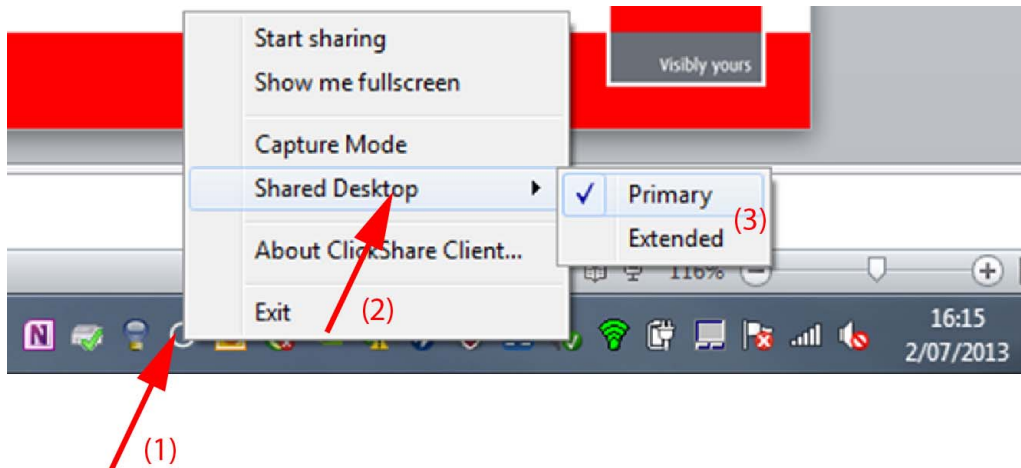 Start sharing
Show me fullscreen
Visibly yours
Capture Mode
Shared Desktop
Primary
(3)
Extended
About ClickShare Client...
116%
Exit
(2)
N
16:15
2/07/2013
(1)